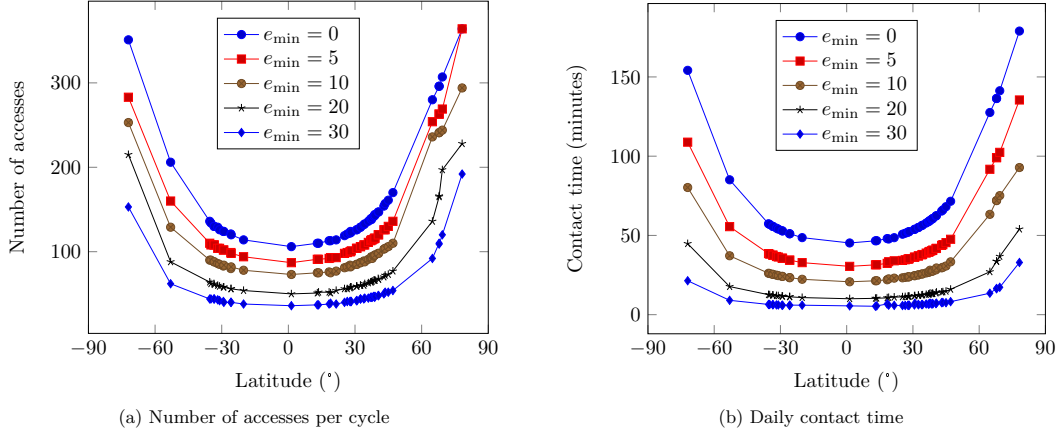 300
200
100
−90
−60
−30
0
30
60
90
Latitude (°)
Number of accesses
e_min = 0
e_min = 5
e_min = 10
e_min = 20
e_min = 30
(a) Number of accesses per cycle
150
100
50
0
−90
−60
−30
0
30
60
90
Latitude (°)
Contact time (minutes)
e_min = 0
e_min = 5
e_min = 10
e_min = 20
e_min = 30
(b) Daily contact time